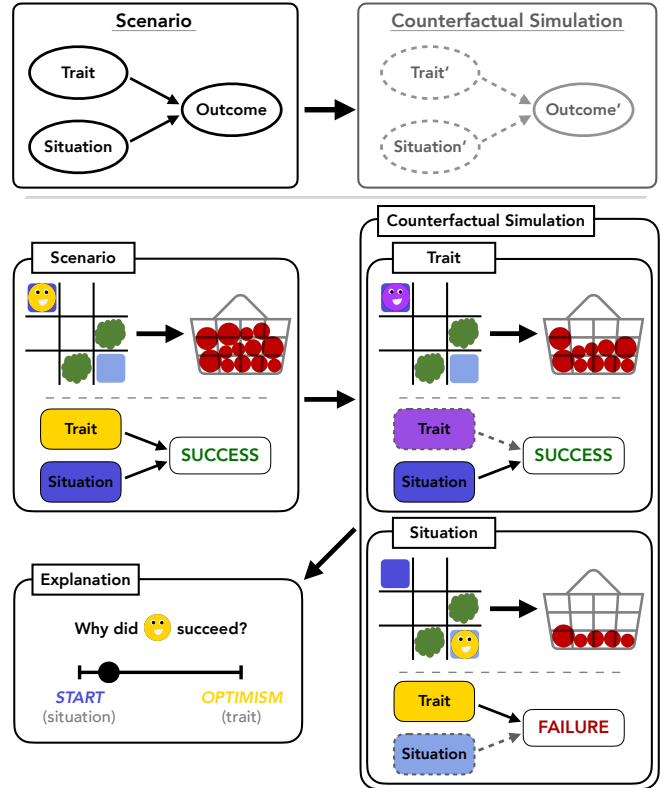 Scenario
Trait
Situation
Outcome
Counterfactual Simulation
Trait’
Situation’
Outcome’
Scenario
Trait
Situation
SUCCESS
Counterfactual Simulation
Trait
Trait
Situation
SUCCESS
Situation
Trait
Situation
FAILURE
Explanation
Why did succeed?
START
(situation)
OPTIMISM
(trait)